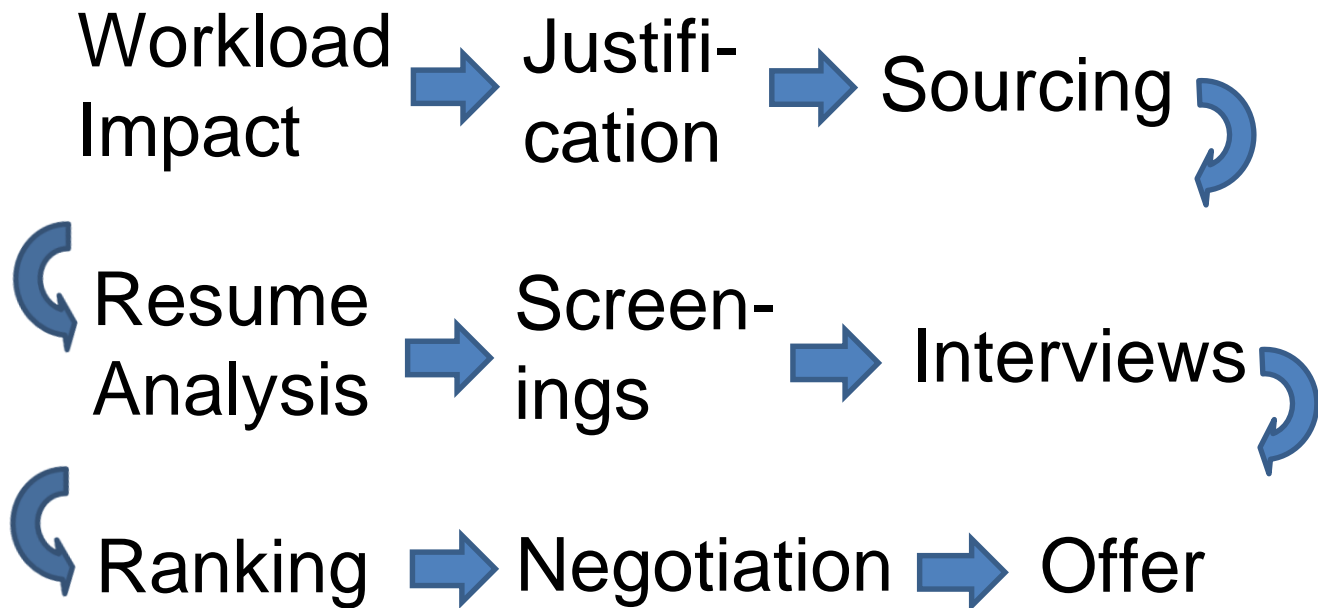 Workload
Impact
Justifi-
cation
Sourcing
Resume
Analysis
Screen-
ings
Interviews
Ranking
Negotiation
Offer